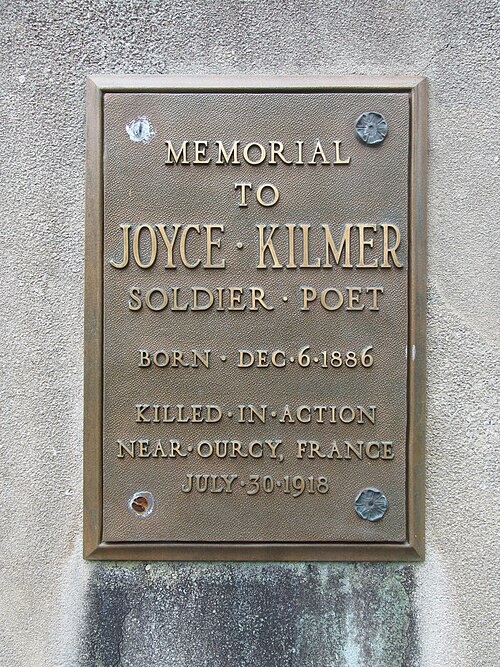 MEMORIAL
TO
JOYCE · KILMER
SOLDIER · POET
BORN · DEC·6·1886
KILLED·IN·ACTION
NEAR·OURCY, FRANCE
JULY·30·1918